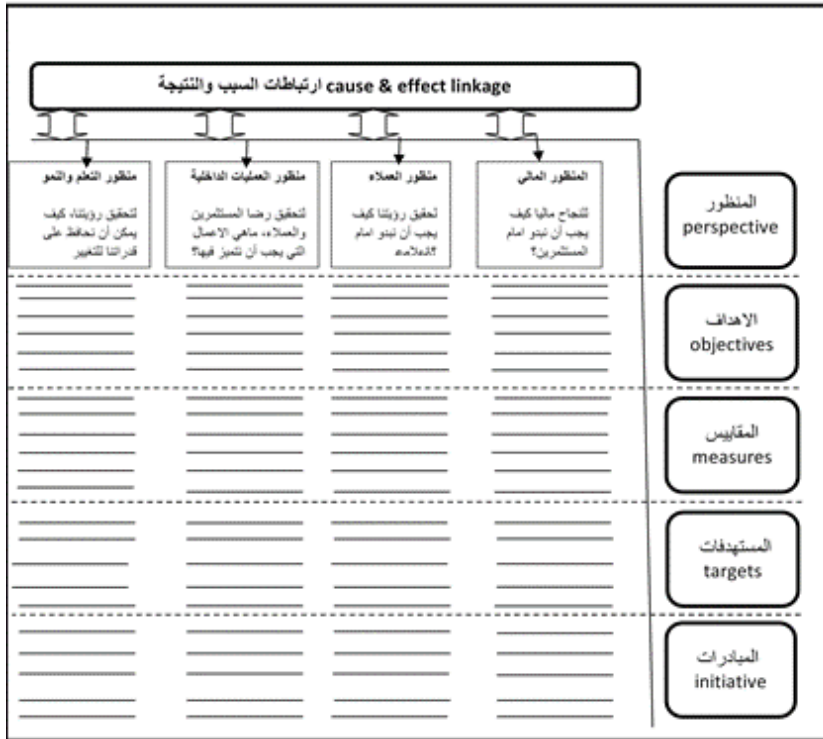 ارتباطات السبب والنتيجة cause & effect linkage
المنظور
perspective
المنظور المالي
للنجاح ماليا كيف
يجب أن نبدو امام
المستثمرين؟
منظور العملاء
لحقيق رؤيتنا كيف
يجب أن نبدو امام
منظور العمليات الداخلية
لتحقيق رضا المستثمرين
والعملاء، ماهي الاعمال
التي يجب أن نتميز فيها؟
منظور التعلم والنمو
لتحقيق رؤيتنا، كيف
يمكن أن نحافظ على
قدراتنا للتغيير
الاهداف
objectives
المقاييس
measures
المستهدفات
targets
المبادرات
initiative